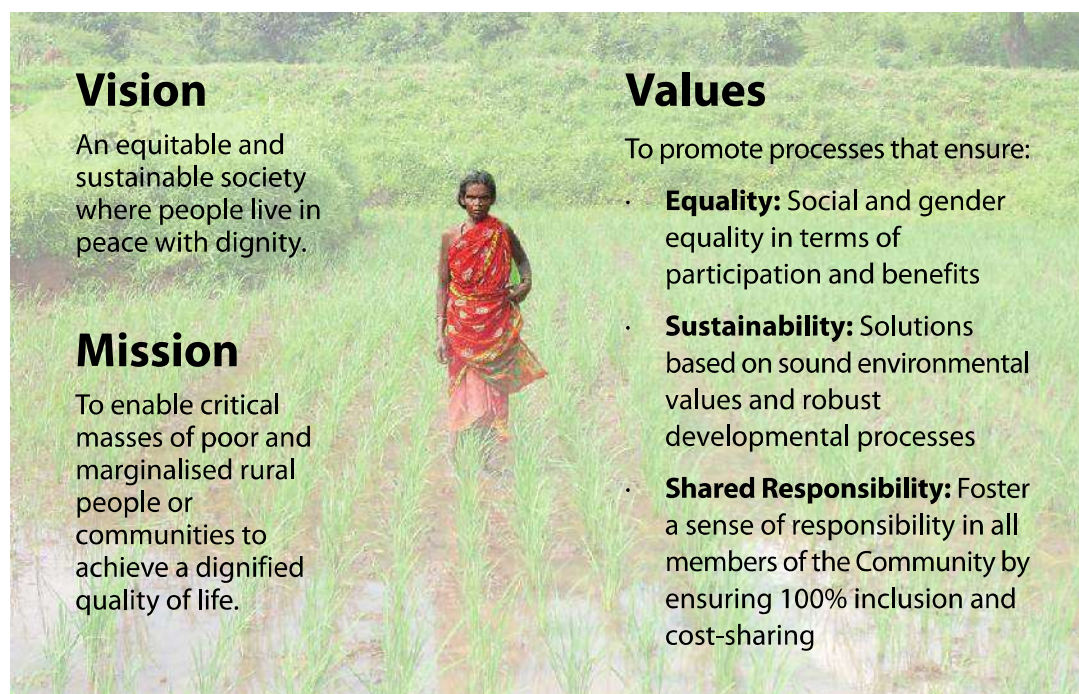 Vision
An equitable and
sustainable society
where people live in
peace with dignity.
Mission
To enable critical
masses of poor and
marginalised rural
people or
communities to
achieve a dignified
quality of life.
Values
To promote processes that ensure:
· Equality: Social and gender
equality in terms of
participation and benefits
· Sustainability: Solutions
based on sound environmental
values and robust
developmental processes
· Shared Responsibility: Foster
a sense of responsibility in all
members of the Community by
ensuring 100% inclusion and
cost-sharing